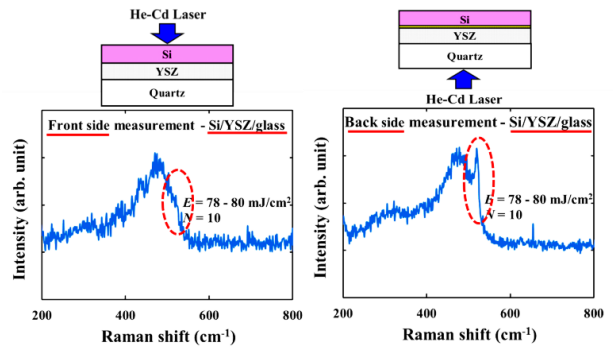 He-Cd Laser
Si
YSZ
Quartz
Si
YSZ
Quartz
He-Cd Laser
Front side measurement - Si/YSZ/glass
E = 78 - 80 mJ/cm²
N = 10
Intensity (arb. unit)
200 400 600 800
Raman shift (cm⁻¹)
Back side measurement - Si/YSZ/glass
E = 78 - 80 mJ/cm²
N = 10
Intensity (arb. unit)
200 400 600 800
Raman shift (cm⁻¹)